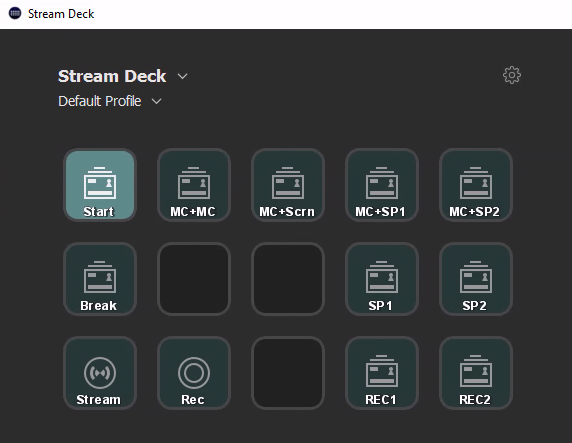 Stream Deck
Stream Deck
Default Profile
Start
MC+MC
MC+Scrn
MC+SP1
MC+SP2
Break
SP1
SP2
Stream
Rec
REC1
REC2